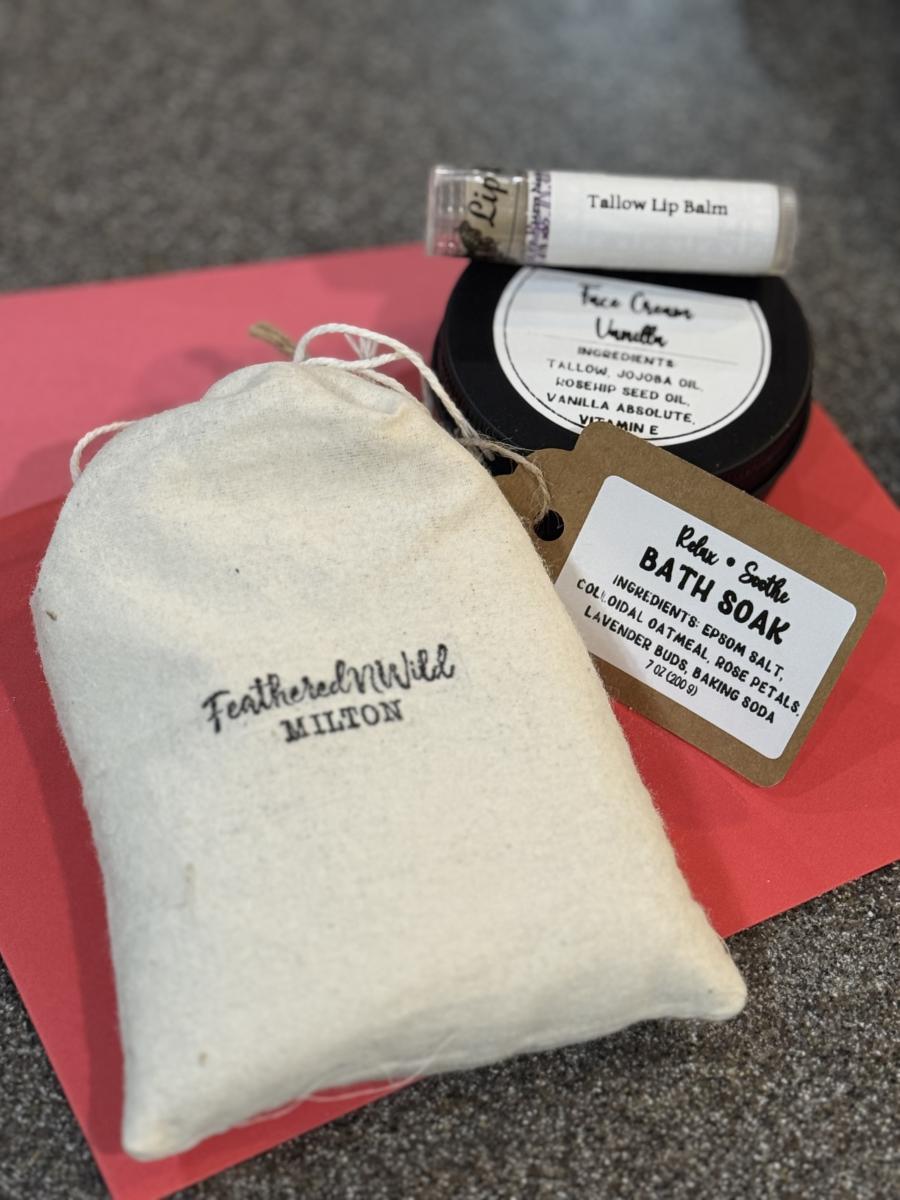 Lip
Tallow Lip Balm
Face Cream
Vanilla
INGREDIENTS:
TALLOW, JOJOBA OIL,
ROSEHIP SEED OIL,
VANILLA ABSOLUTE,
VITAMIN E
Relax • Soothe
BATH SOAK
INGREDIENTS: EPSOM SALT,
COLLOIDAL OATMEAL, ROSE PETALS,
LAVENDER BUDS, BAKING SODA
7 OZ (200 g)
FeatheredNWild
MILTON